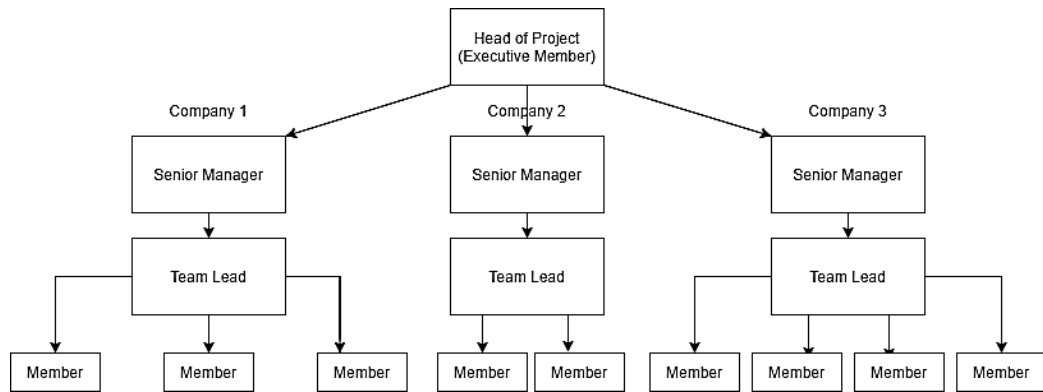 Head of Project
(Executive Member)
Company 1
Company 2
Company 3
Senior Manager
Senior Manager
Senior Manager
Team Lead
Team Lead
Team Lead
Member
Member
Member
Member
Member
Member
Member
Member
Member